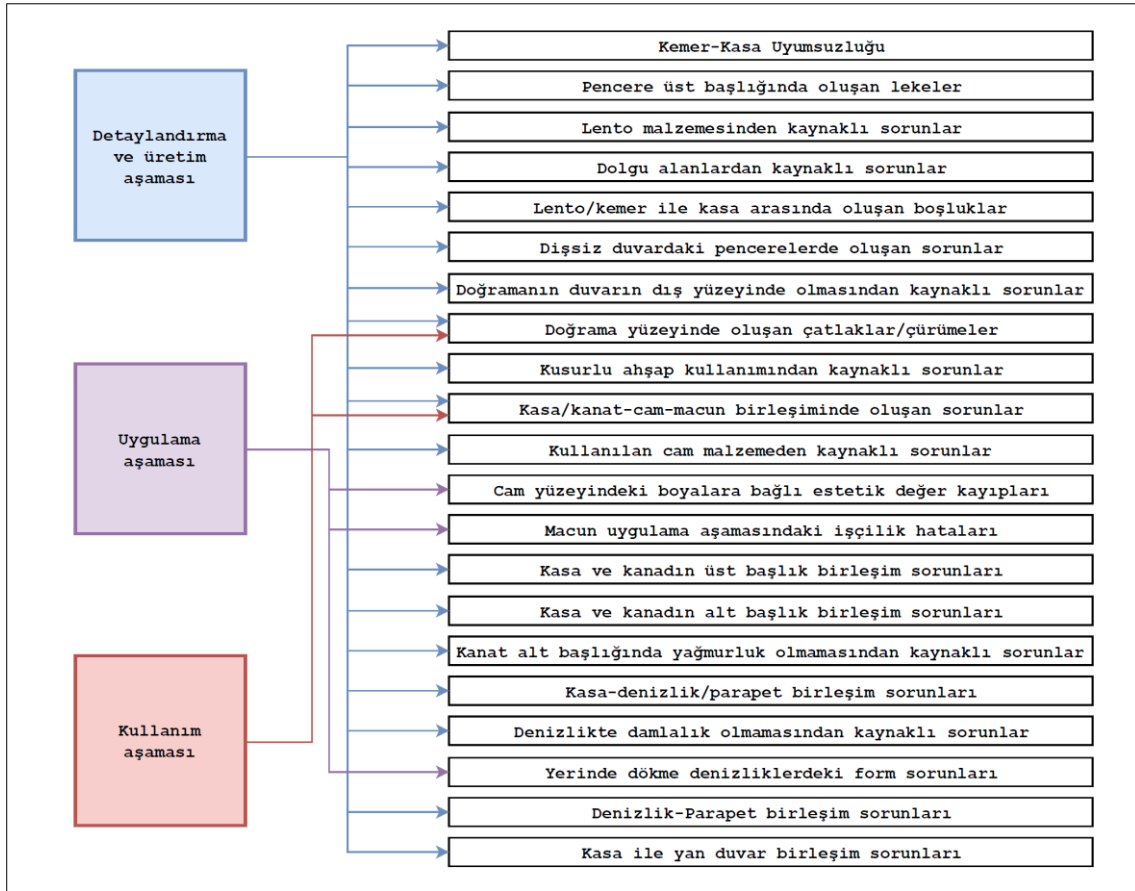 Detaylandırma
ve üretim
aşaması
Uygulama
aşaması
Kullanım
aşaması
Kemer-Kasa Uyumsuzluğu
Pencere üst başlığında oluşan lekeler
Lento malzemesinden kaynaklı sorunlar
Dolgu alanlardan kaynaklı sorunlar
Lento/kemer ile kasa arasında oluşan boşluklar
Dişsiz duvardaki pencerelerde oluşan sorunlar
Doğramanın duvarın dış yüzeyinde olmasından kaynaklı sorunlar
Doğrama yüzeyinde oluşan çatlaklar/çürümeler
Kusurlu ahşap kullanımından kaynaklı sorunlar
Kasa/kanat-cam-macun birleşiminde oluşan sorunlar
Kullanılan cam malzemeden kaynaklı sorunlar
Cam yüzeyindeki boyalara bağlı estetik değer kayıpları
Macun uygulama aşamasındaki işçilik hataları
Kasa ve kanadın üst başlık birleşim sorunları
Kasa ve kanadın alt başlık birleşim sorunları
Kanat alt başlığında yağmurluk olmamasından kaynaklı sorunlar
Kasa-denizlik/parapet birleşim sorunları
Denizlikte damlalık olmamasından kaynaklı sorunlar
Yerinde dökme denizliklerdeki form sorunları
Denizlik-Parapet birleşim sorunları
Kasa ile yan duvar birleşim sorunları